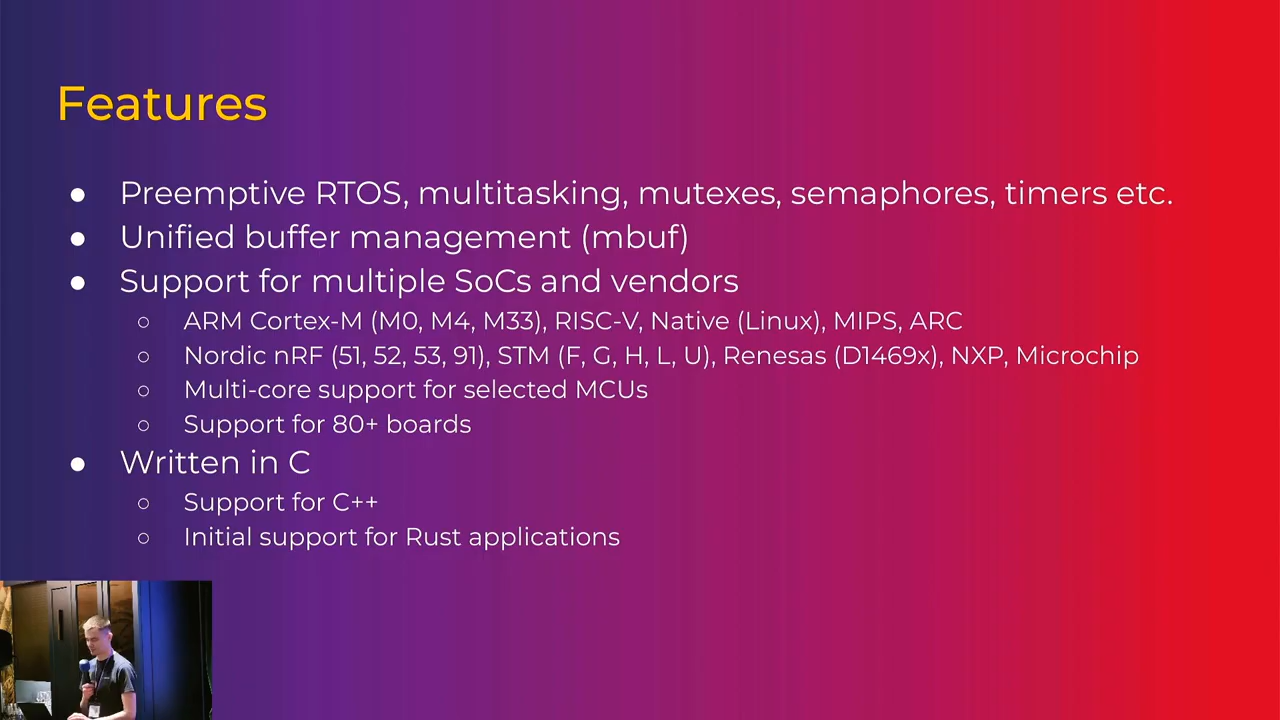 Features
● Preemptive RTOS, multitasking, mutexes, semaphores, timers etc.
● Unified buffer management (mbuf)
● Support for multiple SoCs and vendors
○ ARM Cortex-M (M0, M4, M33), RISC-V, Native (Linux), MIPS, ARC
○ Nordic nRF (51, 52, 53, 91), STM (F, G, H, L, U), Renesas (D1469x), NXP, Microchip
○ Multi-core support for selected MCUs
○ Support for 80+ boards
● Written in C
○ Support for C++
○ Initial support for Rust applications